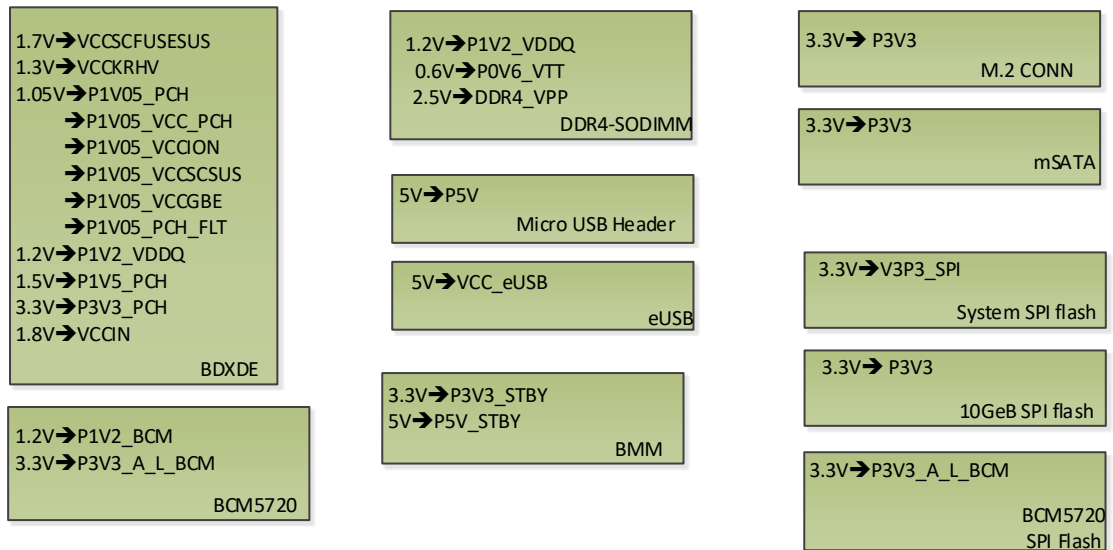 1.7V➔VCCSCFUSESUS
1.3V➔VCCKRHV
1.05V➔P1V05_PCH
➔P1V05_VCC_PCH
➔P1V05_VCCION
➔P1V05_VCCSCSUS
➔P1V05_VCCGBE
➔P1V05_PCH_FLT
1.2V➔P1V2_VDDQ
1.5V➔P1V5_PCH
3.3V➔P3V3_PCH
1.8V➔VCCIN
BDXDE
1.2V➔P1V2_BCM
3.3V➔P3V3_A_L_BCM
BCM5720
1.2V➔P1V2_VDDQ
0.6V➔P0V6_VTT
2.5V➔DDR4_VPP
DDR4-SODIMM
5V➔P5V
Micro USB Header
5V➔VCC_eUSB
eUSB
3.3V➔P3V3_STBY
5V➔P5V_STBY
BMM
3.3V➔ P3V3
M.2 CONN
3.3V➔P3V3
mSATA
3.3V➔V3P3_SPI
System SPI flash
3.3V➔ P3V3
10GeB SPI flash
3.3V➔P3V3_A_L_BCM
BCM5720
SPI Flash